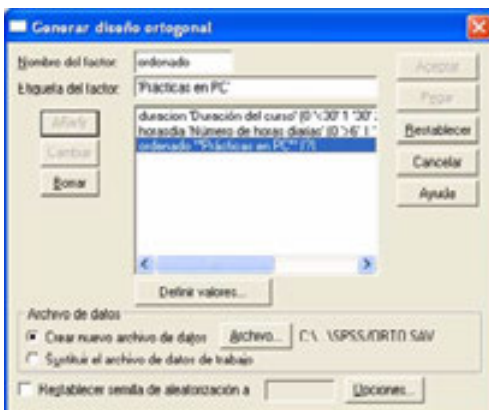 Generar diseño ortogonal
Nombre del factor: ordenado
Etiqueta del factor: 'Prácticas en PC'
Añadir
Cambiar
Borrar
duracion 'Duración del curso' (0 '<30' 1 '30'
horasdia 'Número de horas diarias' (0 '>6' 1 '
ordenado "'Prácticas en PC'" (?)
Definir valores...
Aceptar
Pegar
Restablecer
Cancelar
Ayuda
Archivo de datos
Crear nuevo archivo de datos Archivo... C:\...\SPSS/ORTO.SAV
Sustituir el archivo de datos de trabajo
Restablecer semilla de aleatorización a Opciones...